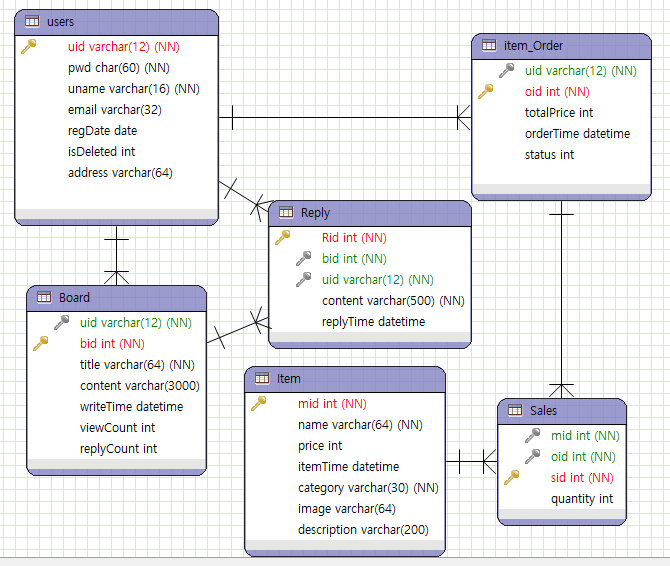 users
uid varchar(12) (NN)
pwd char(60) (NN)
uname varchar(16) (NN)
email varchar(32)
regDate date
isDeleted int
address varchar(64)
item_Order
uid varchar(12) (NN)
oid int (NN)
totalPrice int
orderTime datetime
status int
Reply
Rid int (NN)
bid int (NN)
uid varchar(12) (NN)
content varchar(500) (NN)
replyTime datetime
Board
uid varchar(12) (NN)
bid int (NN)
title varchar(64) (NN)
content varchar(3000)
writeTime datetime
viewCount int
replyCount int
Item
mid int (NN)
name varchar(64) (NN)
price int
itemTime datetime
category varchar(30) (NN)
image varchar(64)
description varchar(200)
Sales
mid int (NN)
oid int (NN)
sid int (NN)
quantity int